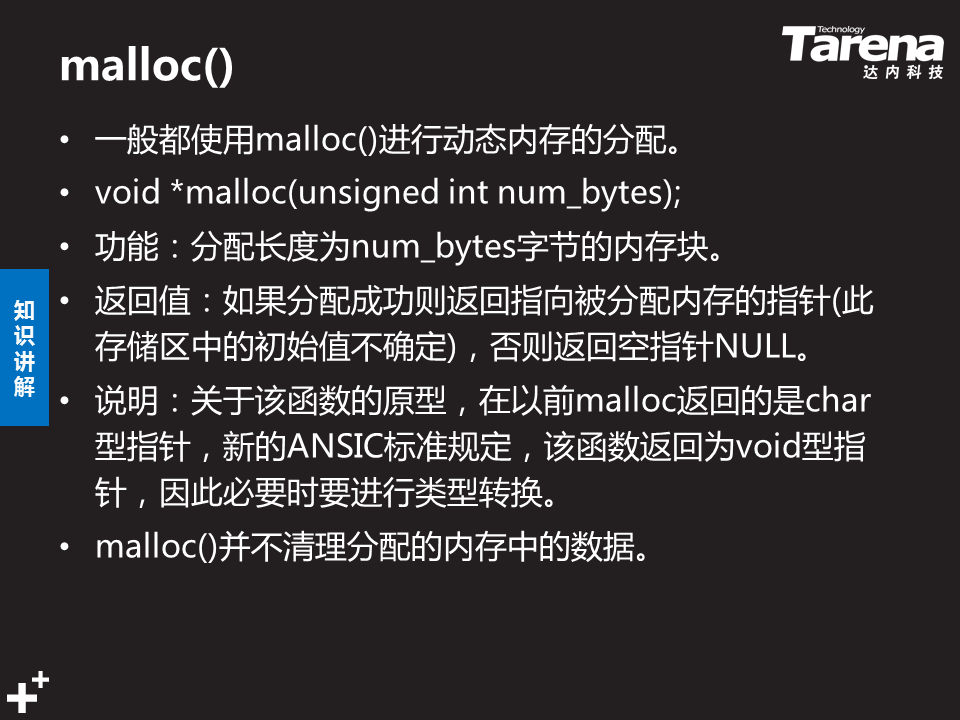 malloc()
Technology
Tarena
达内科技
• 一般都使用malloc()进行动态内存的分配。
• void *malloc(unsigned int num_bytes);
• 功能：分配长度为num_bytes字节的内存块。
• 返回值：如果分配成功则返回指向被分配内存的指针(此
存储区中的初始值不确定)，否则返回空指针NULL。
• 说明：关于该函数的原型，在以前malloc返回的是char
型指针，新的ANSIC标准规定，该函数返回为void型指
针，因此必要时要进行类型转换。
• malloc()并不清理分配的内存中的数据。
知
识
讲
解